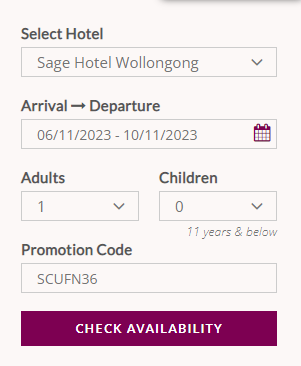 Select Hotel
Sage Hotel Wollongong
Arrival → Departure
06/11/2023 - 10/11/2023
Adults Children
1 0
11 years & below
Promotion Code
SCUFN36
CHECK AVAILABILITY